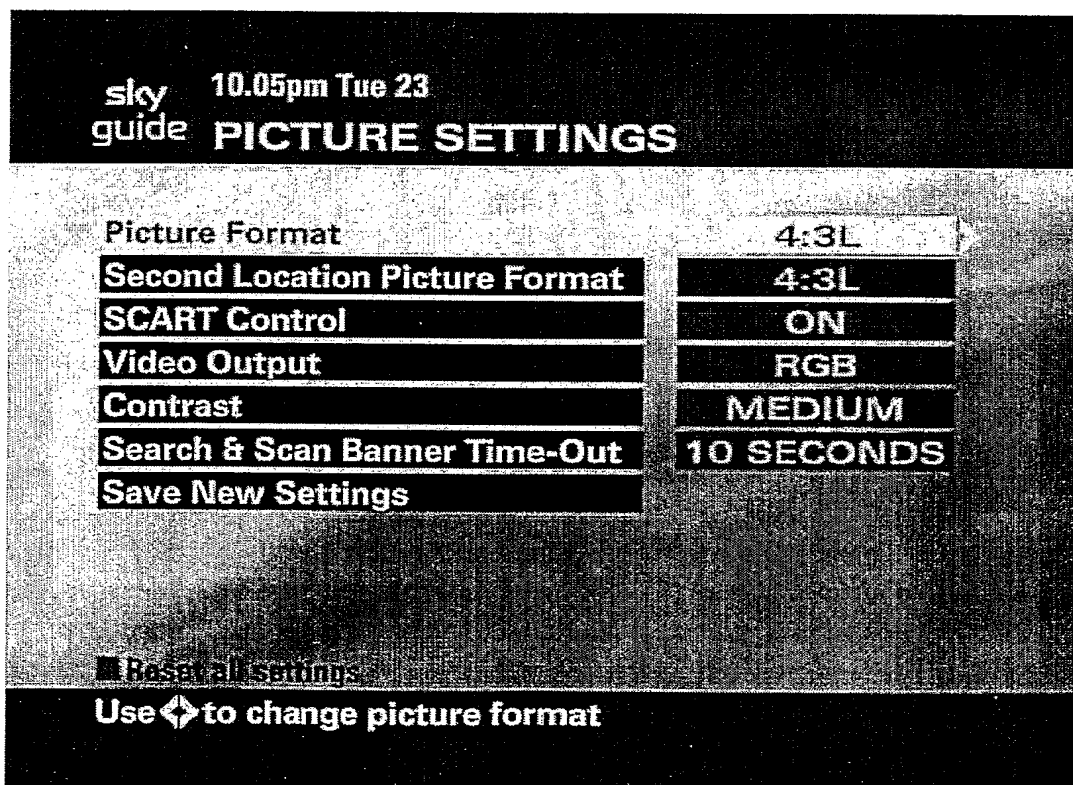 sky guide
10.05pm Tue 23
PICTURE SETTINGS
Picture Format 4:3L
Second Location Picture Format 4:3L
SCART Control ON
Video Output RGB
Contrast MEDIUM
Search & Scan Banner Time-Out 10 SECONDS
Save New Settings
Reset all settings
Use to change picture format